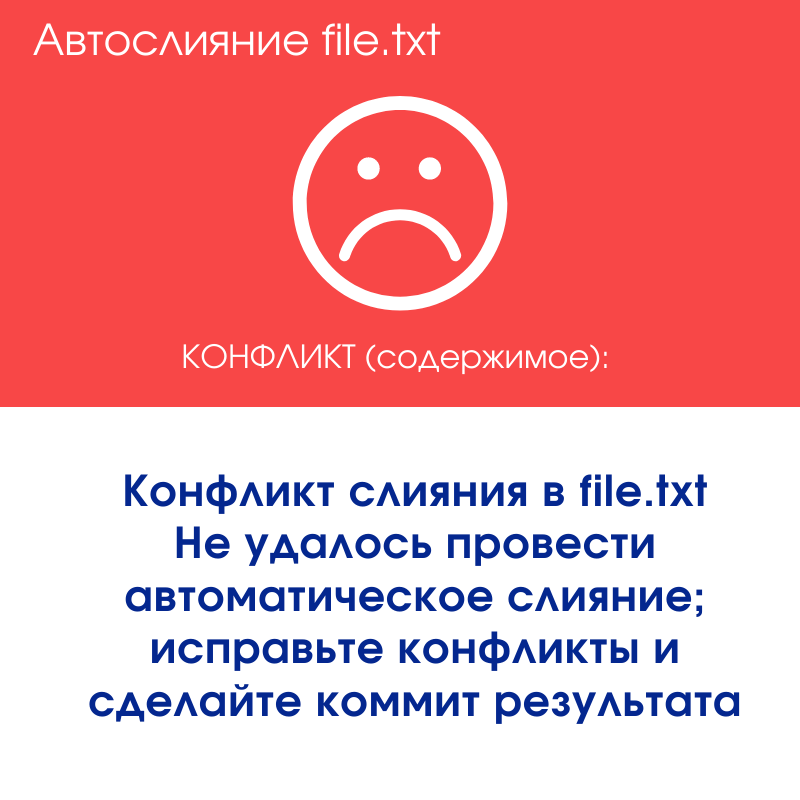 Автослияние file.txt
КОНФЛИКТ (содержимое):
Конфликт слияния в file.txt
Не удалось провести
автоматическое слияние;
исправьте конфликты и
сделайте коммит результата